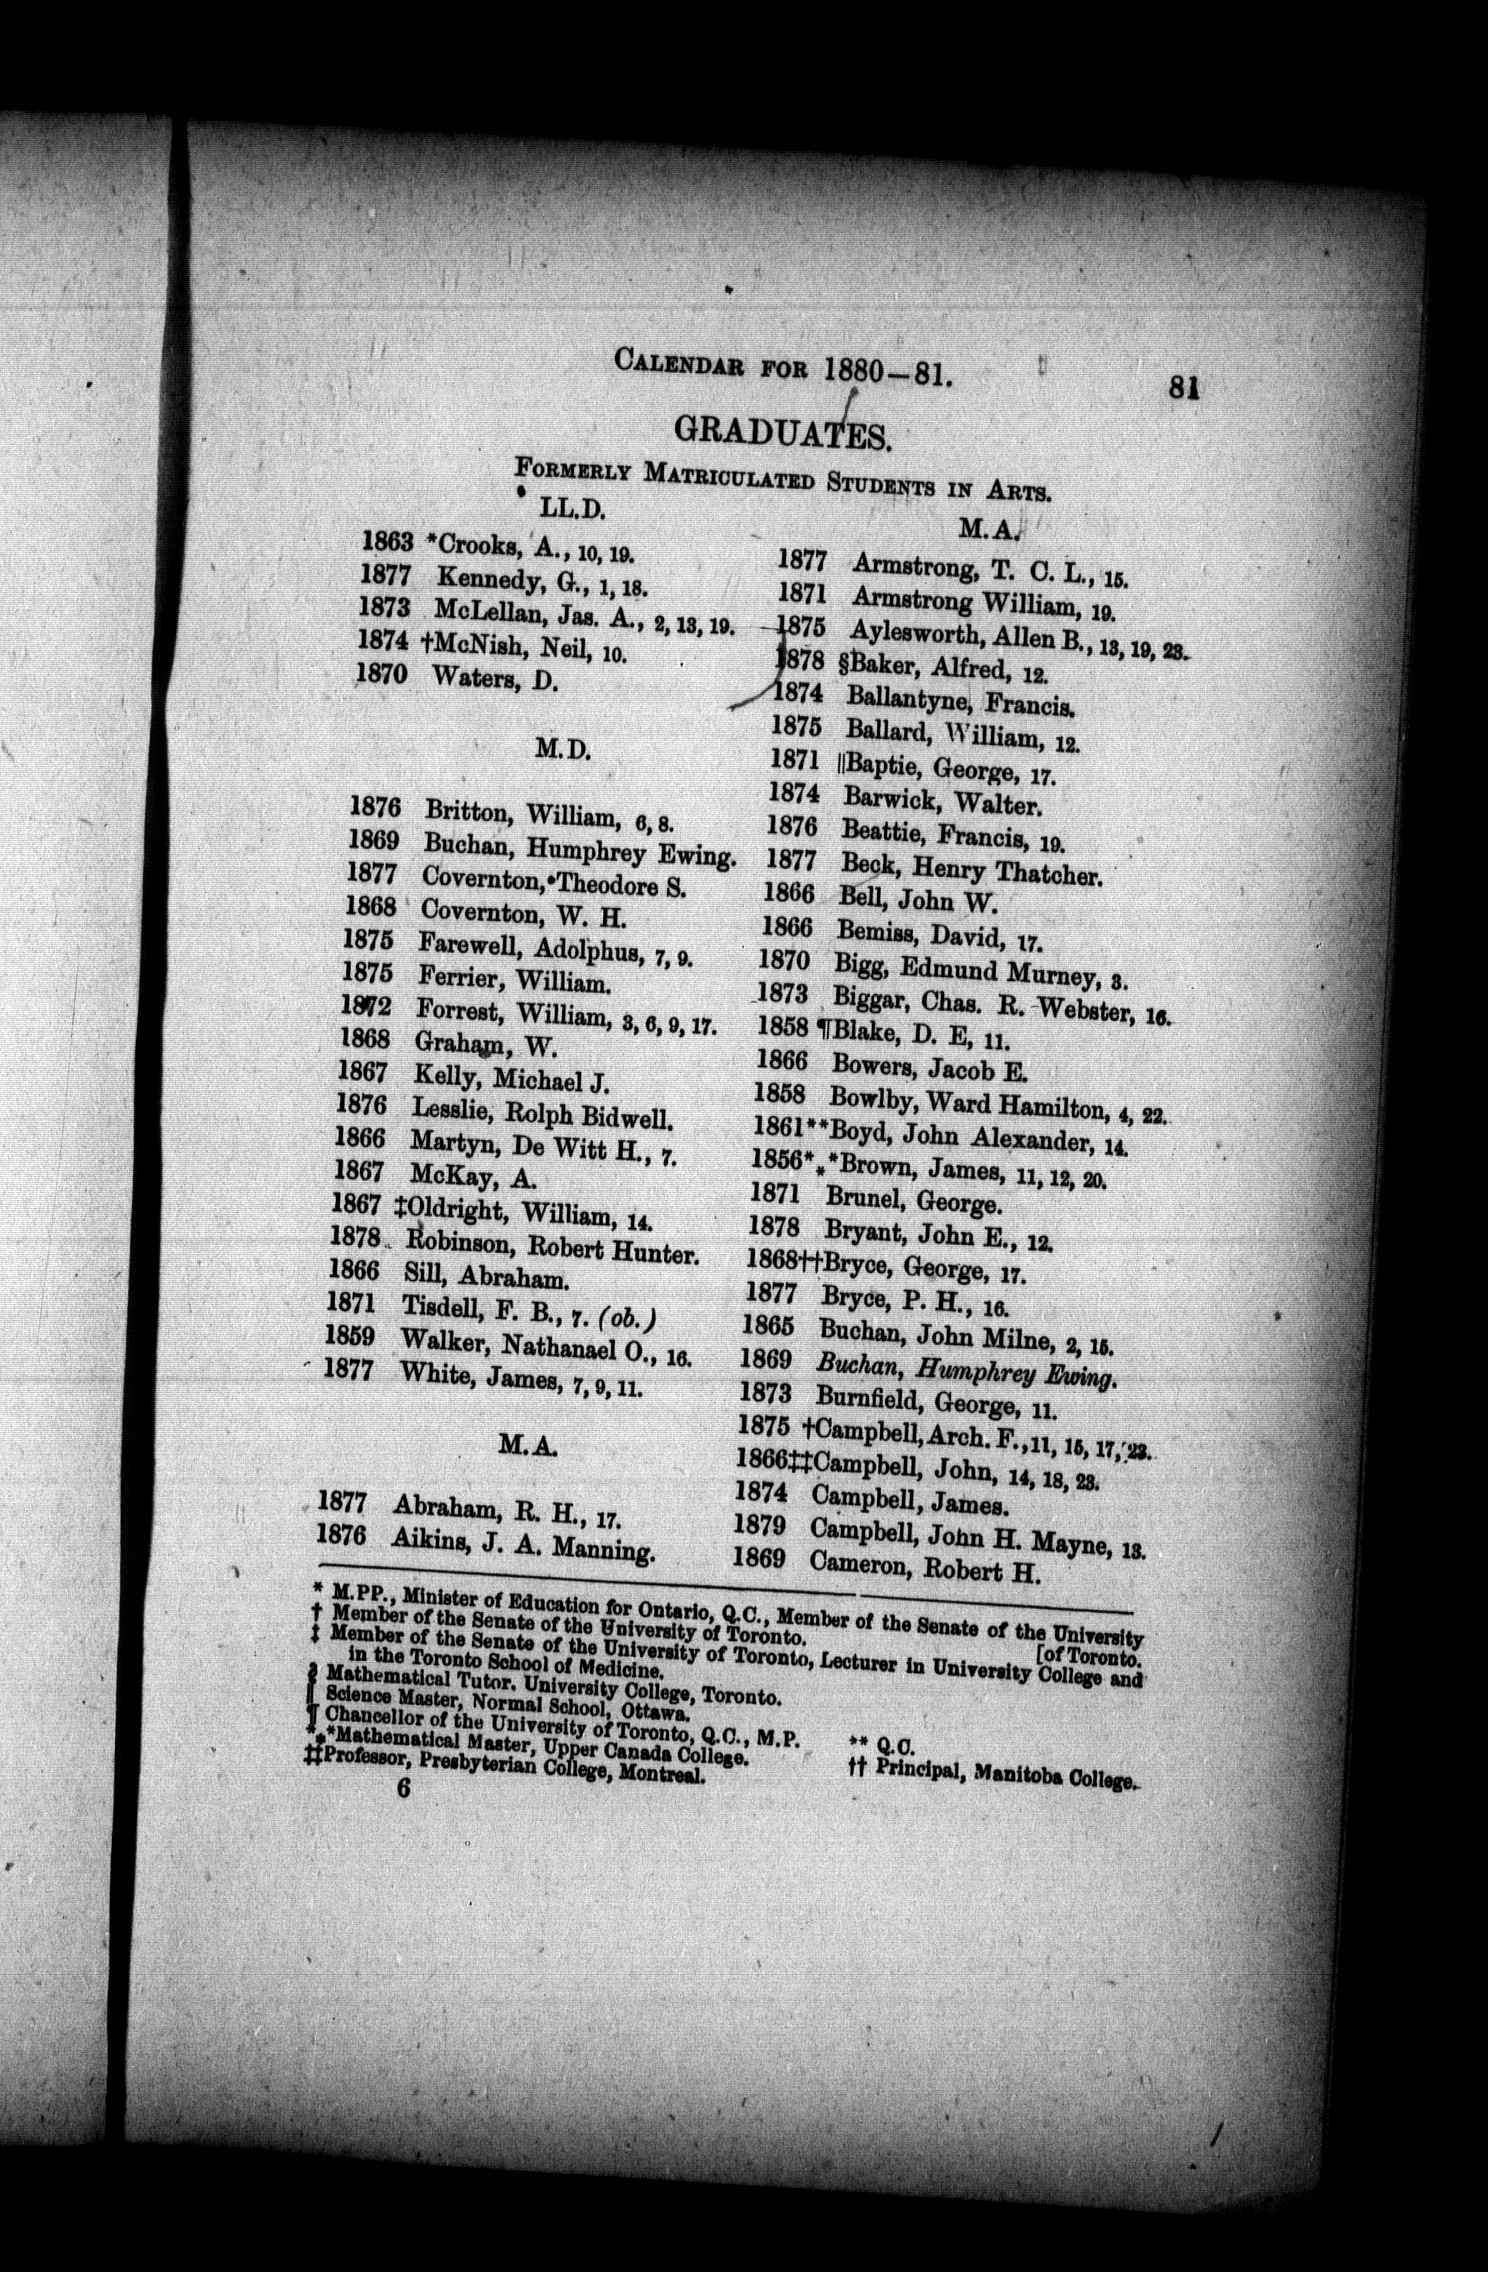 CALENDAR FOR 1880—81. 81
GRADUATES.
FORMERLY MATRICULATED STUDENTS IN ARTS.
LL.D.
1863 *Crooks, A., 10, 19.
1877 Kennedy, G., 1, 18.
1873 McLellan, Jas. A., 2, 13, 19.
1874 †McNish, Neil, 10.
1870 Waters, D.
M.D.
1876 Britton, William, 6, 8.
1869 Buchan, Humphrey Ewing.
1877 Covernton, Theodore S.
1868 Covernton, W. H.
1875 Farewell, Adolphus, 7, 9.
1875 Ferrier, William.
1872 Forrest, William, 3, 6, 9, 17.
1868 Graham, W.
1867 Kelly, Michael J.
1876 Lesslie, Rolph Bidwell.
1866 Martyn, De Witt H., 7.
1867 McKay, A.
1867 ‡Oldright, William, 14.
1878 Robinson, Robert Hunter.
1866 Sill, Abraham.
1871 Tisdell, F. B., 7. (ob.)
1859 Walker, Nathanael O., 16.
1877 White, James, 7, 9, 11.
M.A.
1877 Abraham, R. H., 17.
1876 Aikins, J. A. Manning.
M.A.
1877 Armstrong, T. C. L., 15.
1871 Armstrong William, 19.
1875 Aylesworth, Allen B., 13, 19, 23.
1878 §Baker, Alfred, 12.
1874 Ballantyne, Francis.
1875 Ballard, William, 12.
1871 ||Baptie, George, 17.
1874 Barwick, Walter.
1876 Beattie, Francis, 19.
1877 Beck, Henry Thatcher.
1866 Bell, John W.
1866 Bemiss, David, 17.
1870 Bigg, Edmund Murney, 3.
1873 Biggar, Chas. R. Webster, 16.
1858 ¶Blake, D. E, 11.
1866 Bowers, Jacob E.
1858 Bowlby, Ward Hamilton, 4, 22.
1861**Boyd, John Alexander, 14.
1856*⁎*Brown, James, 11, 12, 20.
1871 Brunel, George.
1878 Bryant, John E., 12.
1868††Bryce, George, 17.
1877 Bryce, P. H., 16.
1865 Buchan, John Milne, 2, 15.
1869 Buchan, Humphrey Ewing.
1873 Burnfield, George, 11.
1875 †Campbell, Arch. F., 11, 15, 17, 23.
1866‡‡Campbell, John, 14, 18, 23.
1874 Campbell, James.
1879 Campbell, John H. Mayne, 13.
1869 Cameron, Robert H.
* M.PP., Minister of Education for Ontario, Q.C., Member of the Senate of the University
[of Toronto.
† Member of the Senate of the University of Toronto.
‡ Member of the Senate of the University of Toronto, Lecturer in University College and
in the Toronto School of Medicine.
§ Mathematical Tutor. University College, Toronto.
|| Science Master, Normal School, Ottawa.
¶ Chancellor of the University of Toronto, Q.C., M.P. ** Q.C.
*⁎*Mathematical Master, Upper Canada College. †† Principal, Manitoba College.
‡‡Professor, Presbyterian College, Montreal.
6